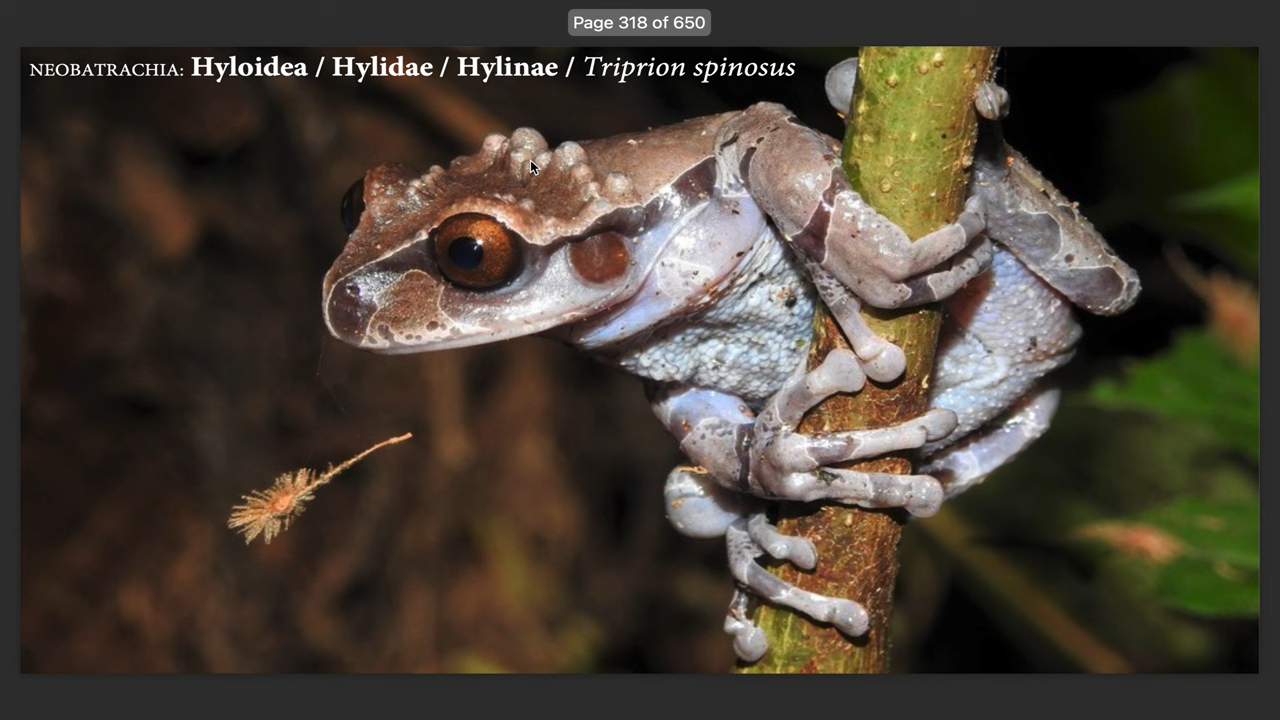 Page 318 of 650
NEOBATRACHIA: Hyloidea / Hylidae / Hylinae / Triprion spinosus